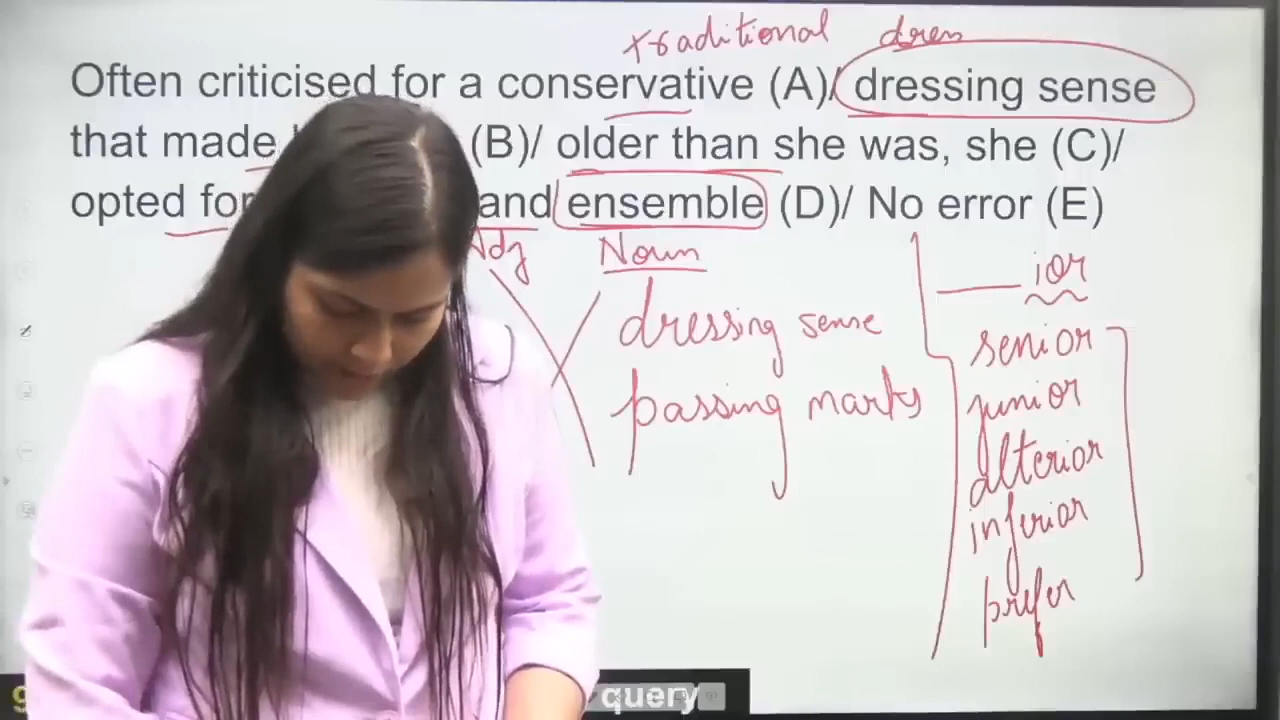 traditional dress
Often criticised for a conservative (A)/ dressing sense
that made (B)/ older than she was, she (C)/
opted for and ensemble (D)/ No error (E)
Adj Noun
ior
dressing sense
senior
passing marks
junior
alterior
inferior
prefer
query